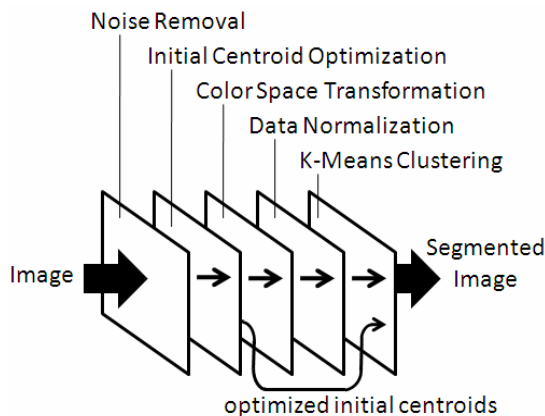 Noise Removal
Initial Centroid Optimization
Color Space Transformation
Data Normalization
K-Means Clustering
Image
Segmented
Image
optimized initial centroids